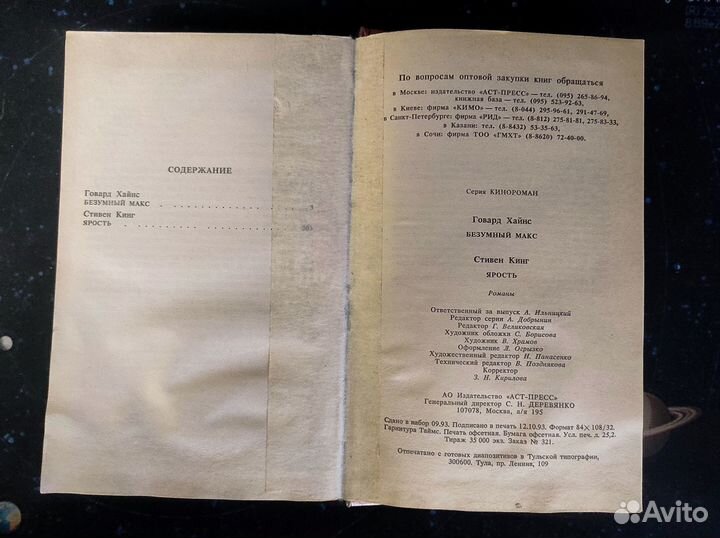 СОДЕРЖАНИЕ
Говард Хайнс
БЕЗУМНЫЙ МАКС . . . . . . . . . . . . 3
Стивен Кинг
ЯРОСТЬ . . . . . . . . . . . . . . .
По вопросам оптовой закупки книг обращаться
в Москве: издательство «АСТ-ПРЕСС» — тел. (095) 265-86-94,
книжная база — тел. (095) 523-92-63,
в Киеве: фирма «КИМО» — тел. (8-044) 295-96-61, 291-47-69,
в Санкт-Петербурге: фирма «РИД» — тел. (8-812) 275-81-81, 275-83-33,
в Казани: тел. (8-8432) 53-35-63,
в Сочи: фирма ТОО «ГМХТ» (8-8620) 72-40-00.
Серия КИНОРОМАН
Говард Хайнс
БЕЗУМНЫЙ МАКС
Стивен Кинг
ЯРОСТЬ
Романы
Ответственный за выпуск А. Ильницкий
Редактор серии А. Добрынин
Редактор Г. Великовская
Художник обложки С. Борисова
Художник В. Храмов
Оформление Л. Огрызко
Художественный редактор Н. Панасенко
Технический редактор В. Позднякова
Корректор
З. Н. Кирилова
АО Издательство «АСТ-ПРЕСС»
Генеральный директор С. Н. ДЕРЕВЯНКО
107078, Москва, а/я 195
Сдано в набор 09.93. Подписано в печать 12.10.93. Формат 84×108/32.
Гарнитура Таймс. Печать офсетная. Бумага офсетная. Усл. печ. л. 25,2.
Тираж 35 000 экз. Заказ № 321.
Отпечатано с готовых диапозитивов в Тульской типографии,
300600. Тула, пр. Ленина, 109
Avito